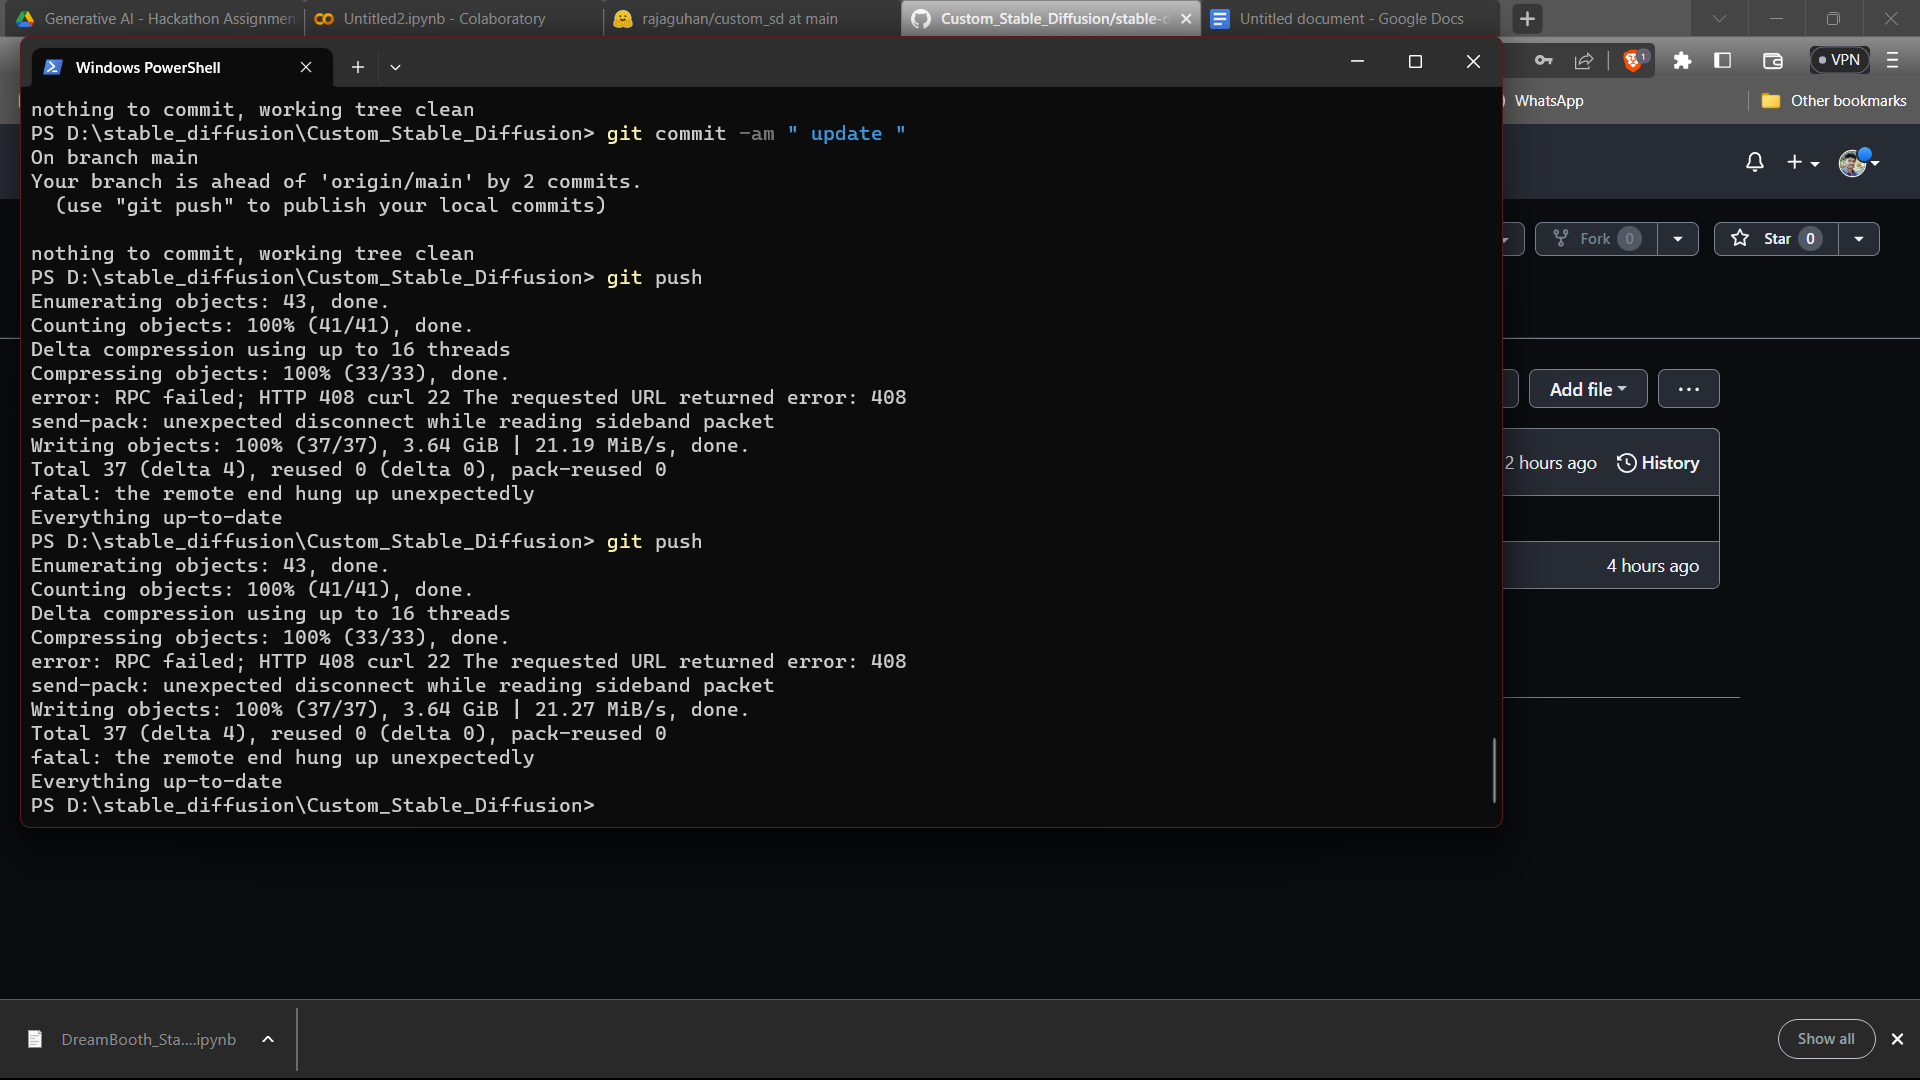 Generative AI - Hackathon Assignmen
Untitled2.ipynb - Colaboratory
rajaguhan/custom_sd at main
Custom_Stable_Diffusion/stable-d
Untitled document - Google Docs
Windows PowerShell
1
VPN
WhatsApp
Other bookmarks
nothing to commit, working tree clean
PS D:\stable_diffusion\Custom_Stable_Diffusion> git commit -am " update "
On branch main
Your branch is ahead of 'origin/main' by 2 commits.
(use "git push" to publish your local commits)
nothing to commit, working tree clean
PS D:\stable_diffusion\Custom_Stable_Diffusion> git push
Enumerating objects: 43, done.
Counting objects: 100% (41/41), done.
Delta compression using up to 16 threads
Compressing objects: 100% (33/33), done.
error: RPC failed; HTTP 408 curl 22 The requested URL returned error: 408
send-pack: unexpected disconnect while reading sideband packet
Writing objects: 100% (37/37), 3.64 GiB | 21.19 MiB/s, done.
Total 37 (delta 4), reused 0 (delta 0), pack-reused 0
fatal: the remote end hung up unexpectedly
Everything up-to-date
PS D:\stable_diffusion\Custom_Stable_Diffusion> git push
Enumerating objects: 43, done.
Counting objects: 100% (41/41), done.
Delta compression using up to 16 threads
Compressing objects: 100% (33/33), done.
error: RPC failed; HTTP 408 curl 22 The requested URL returned error: 408
send-pack: unexpected disconnect while reading sideband packet
Writing objects: 100% (37/37), 3.64 GiB | 21.27 MiB/s, done.
Total 37 (delta 4), reused 0 (delta 0), pack-reused 0
fatal: the remote end hung up unexpectedly
Everything up-to-date
PS D:\stable_diffusion\Custom_Stable_Diffusion>
Fork 0
Star 0
Add file
2 hours ago
History
4 hours ago
DreamBooth_Sta....ipynb
Show all